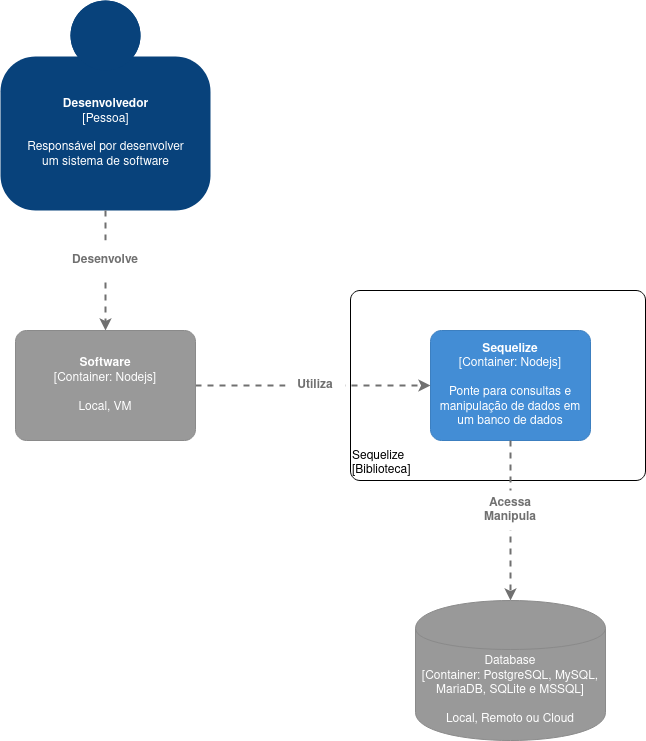 Desenvolvedor
[Pessoa]
Responsável por desenvolver
um sistema de software
Desenvolve
Software
[Container: Nodejs]
Local, VM
Utiliza
Sequelize
[Container: Nodejs]
Ponte para consultas e
manipulação de dados em
um banco de dados
Sequelize
[Biblioteca]
Acessa
Manipula
Database
[Container: PostgreSQL, MySQL,
MariaDB, SQLite e MSSQL]
Local, Remoto ou Cloud